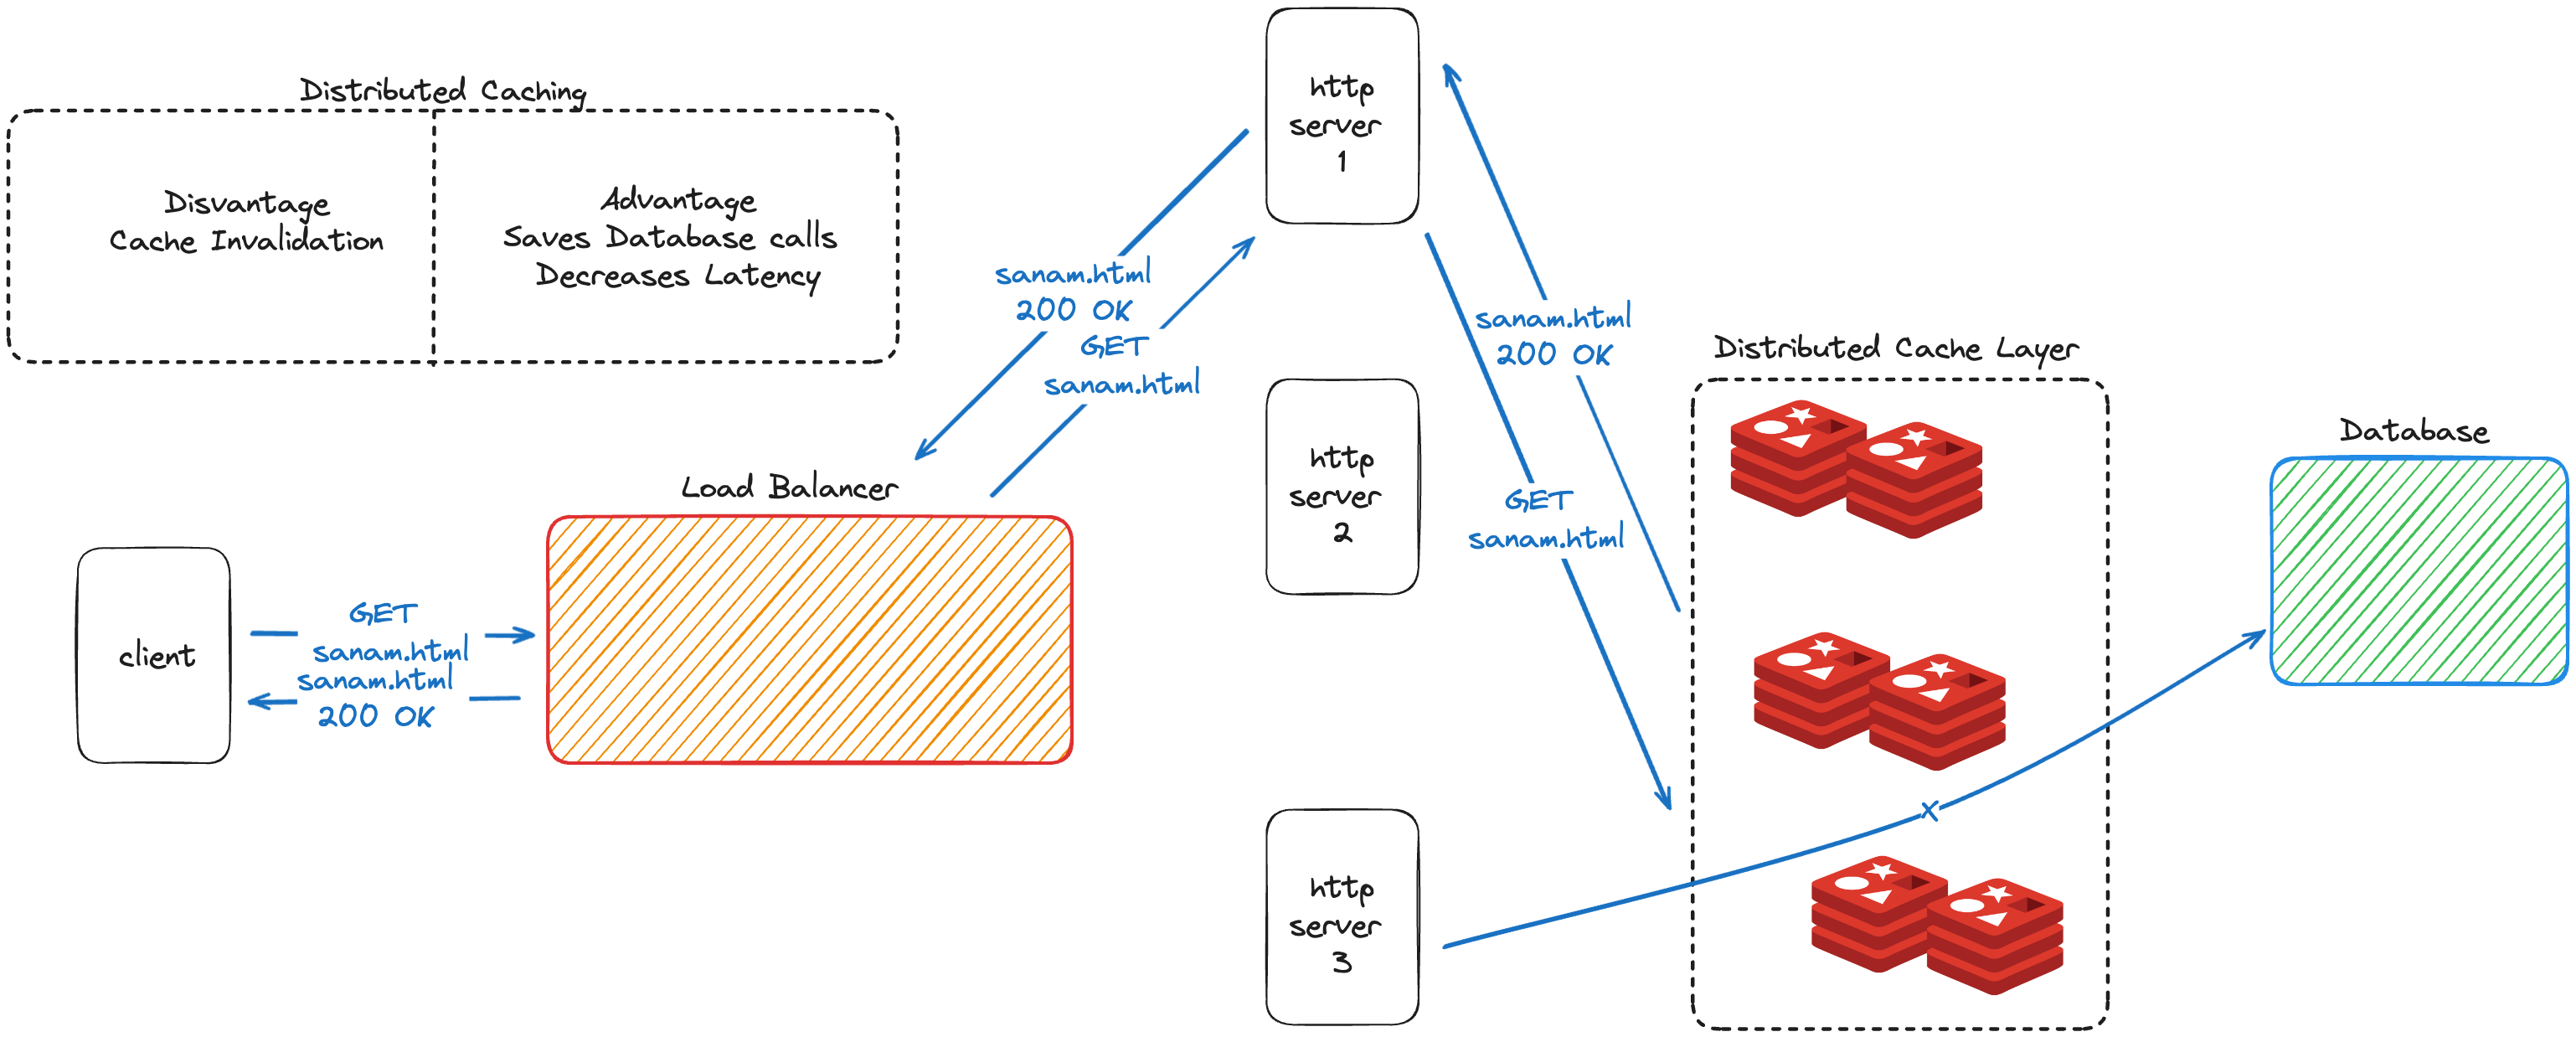 Distributed Caching
Disvantage
Cache Invalidation
Advantage
Saves Database calls
Decreases Latency
client
GET
sanam.html
sanam.html
200 OK
Load Balancer
sanam.html
200 OK
GET
sanam.html
http
server
1
http
server
2
http
server
3
sanam.html
200 OK
GET
sanam.html
Distributed Cache Layer
x
Database